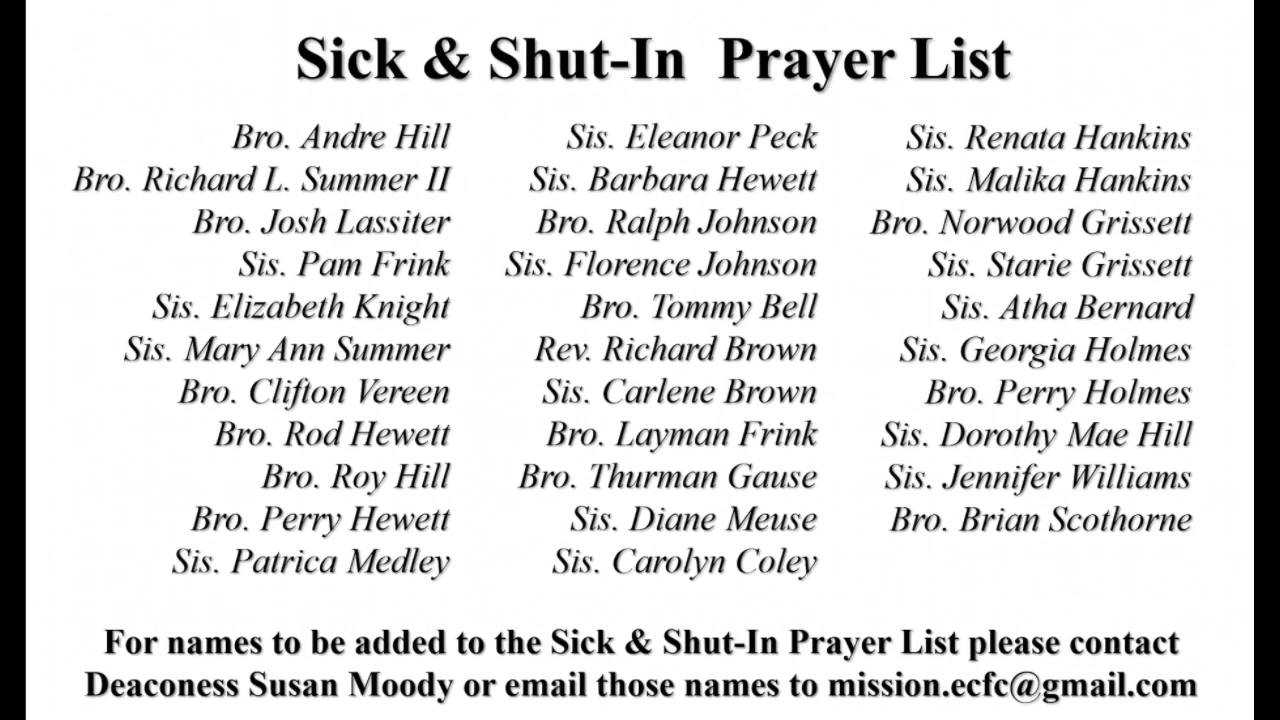 Sick & Shut-In Prayer List
Bro. Andre Hill
Bro. Richard L. Summer II
Bro. Josh Lassiter
Sis. Pam Frink
Sis. Elizabeth Knight
Sis. Mary Ann Summer
Bro. Clifton Vereen
Bro. Rod Hewett
Bro. Roy Hill
Bro. Perry Hewett
Sis. Patrica Medley
Sis. Eleanor Peck
Sis. Barbara Hewett
Bro. Ralph Johnson
Sis. Florence Johnson
Bro. Tommy Bell
Rev. Richard Brown
Sis. Carlene Brown
Bro. Layman Frink
Bro. Thurman Gause
Sis. Diane Meuse
Sis. Carolyn Coley
Sis. Renata Hankins
Sis. Malika Hankins
Bro. Norwood Grissett
Sis. Starie Grissett
Sis. Atha Bernard
Sis. Georgia Holmes
Bro. Perry Holmes
Sis. Dorothy Mae Hill
Sis. Jennifer Williams
Bro. Brian Scothorne
For names to be added to the Sick & Shut-In Prayer List please contact
Deaconess Susan Moody or email those names to mission.ecfc@gmail.com